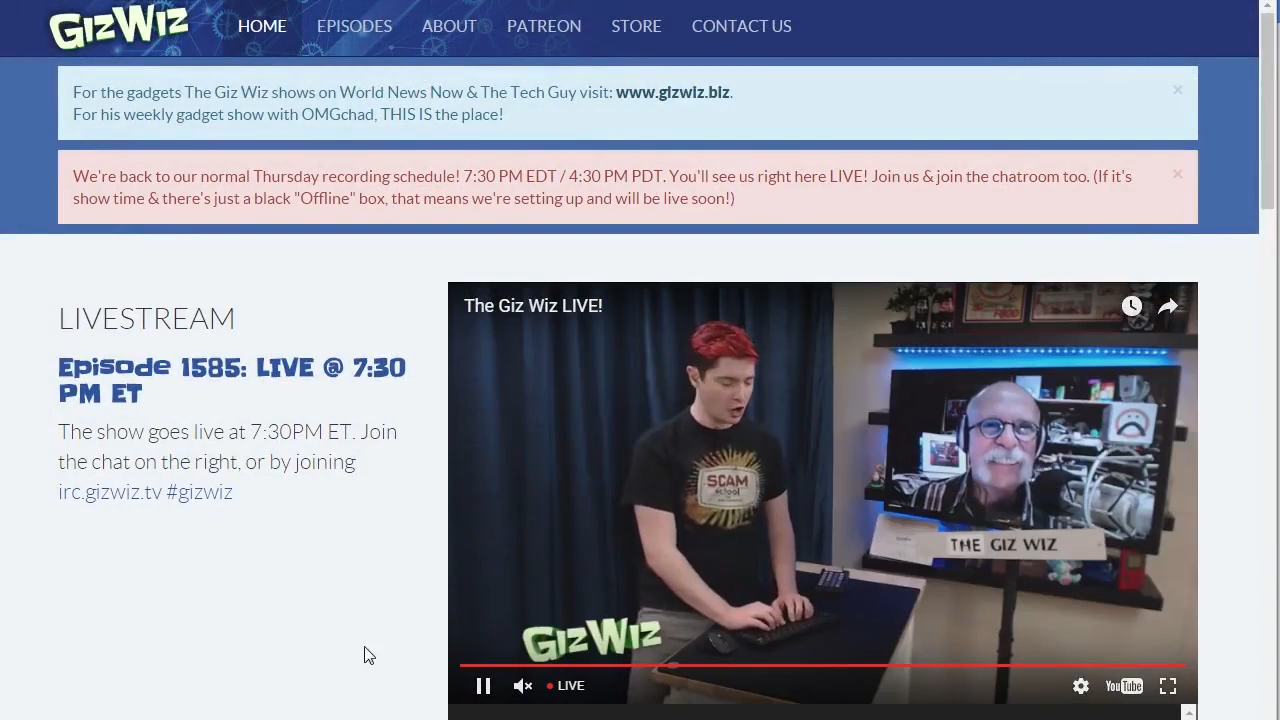 GIZWIZ
HOME EPISODES ABOUT PATREON STORE CONTACT US
For the gadgets The Giz Wiz shows on World News Now & The Tech Guy visit: www.gizwiz.biz.
For his weekly gadget show with OMGchad, THIS IS the place!
×
We're back to our normal Thursday recording schedule! 7:30 PM EDT / 4:30 PM PDT. You'll see us right here LIVE! Join us & join the chatroom too. (If it's
show time & there's just a black "Offline" box, that means we're setting up and will be live soon!)
×
LIVESTREAM
Episode 1585: LIVE @ 7:30
PM ET
The show goes live at 7:30PM ET. Join
the chat on the right, or by joining
irc.gizwiz.tv #gizwiz
The Giz Wiz LIVE!
SCAM
school
THE GIZ WIZ
GIZWIZ
LIVE
YouTube